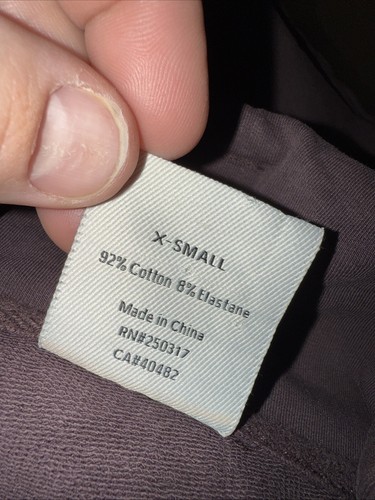 X-SMALL
92% Cotton 8% Elastane
Made in China
RN#250317
CA#40482